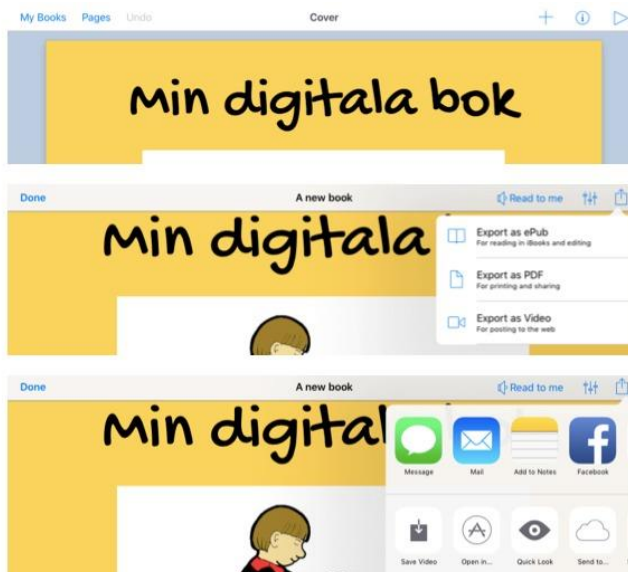 My Books Pages Undo Cover
Min digitala bok
Done A new book Read to me
Min digitala
Export as ePub
For reading in iBooks and editing
Export as PDF
For printing and sharing
Export as Video
For posting to the web
Done A new book Read to me
Min digital
Message Mail Add to Notes Facebook
Save Video Open in... Quick Look Send to...